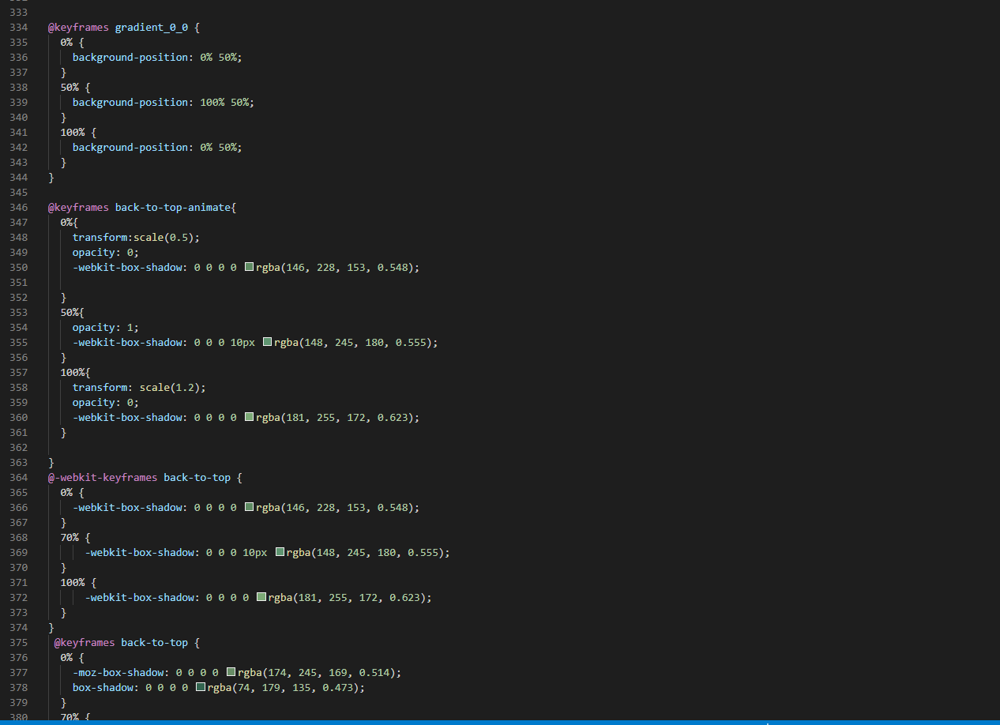 333
334 @keyframes gradient_0_0 {
335 0% {
336 background-position: 0% 50%;
337 }
338 50% {
339 background-position: 100% 50%;
340 }
341 100% {
342 background-position: 0% 50%;
343 }
344 }
345
346 @keyframes back-to-top-animate{
347 0%{
348 transform:scale(0.5);
349 opacity: 0;
350 -webkit-box-shadow: 0 0 0 0 rgba(146, 228, 153, 0.548);
351
352 }
353 50%{
354 opacity: 1;
355 -webkit-box-shadow: 0 0 0 10px rgba(148, 245, 180, 0.555);
356 }
357 100%{
358 transform: scale(1.2);
359 opacity: 0;
360 -webkit-box-shadow: 0 0 0 0 rgba(181, 255, 172, 0.623);
361 }
362
363 }
364 @-webkit-keyframes back-to-top {
365 0% {
366 -webkit-box-shadow: 0 0 0 0 rgba(146, 228, 153, 0.548);
367 }
368 70% {
369 -webkit-box-shadow: 0 0 0 10px rgba(148, 245, 180, 0.555);
370 }
371 100% {
372 -webkit-box-shadow: 0 0 0 0 rgba(181, 255, 172, 0.623);
373 }
374 }
375 @keyframes back-to-top {
376 0% {
377 -moz-box-shadow: 0 0 0 0 rgba(174, 245, 169, 0.514);
378 box-shadow: 0 0 0 0 rgba(74, 179, 135, 0.473);
379 }
380 70% {